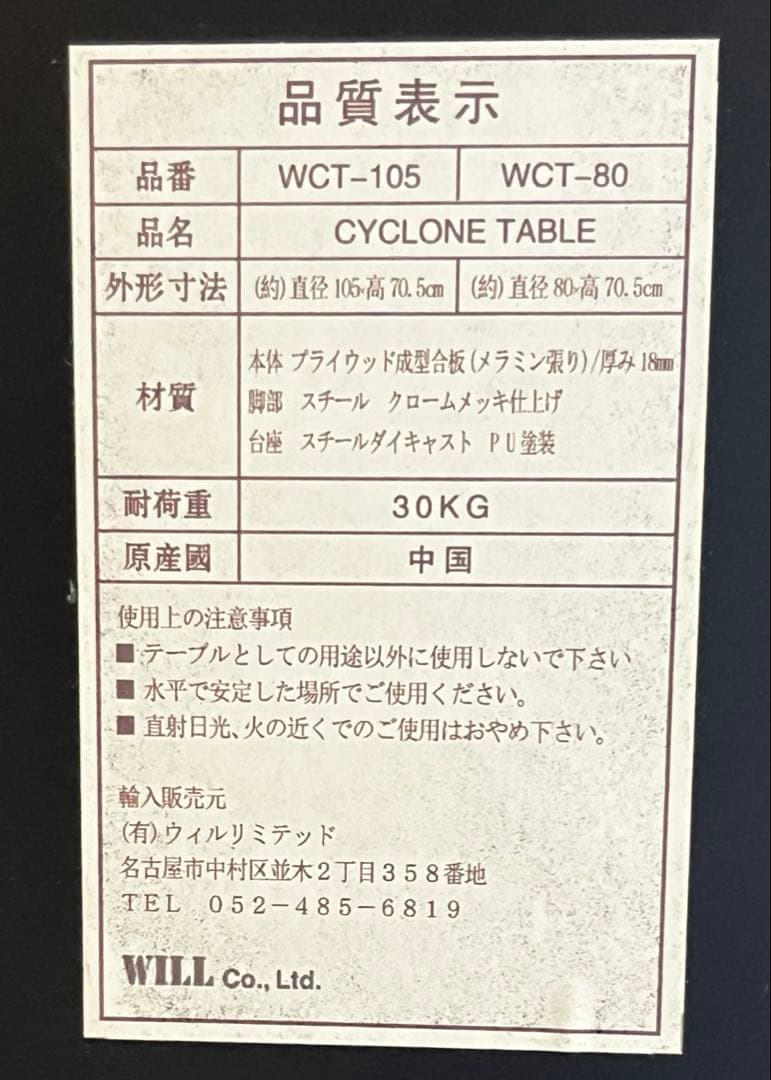 品質表示
品番 WCT-105 WCT-80
品名 CYCLONE TABLE
外形寸法 (約)直径105×高70.5cm (約)直径80×高70.5cm
材質
本体 プライウッド成型合板(メラミン張り)/厚み18mm
脚部 スチール クロームメッキ仕上げ
台座 スチールダイキャスト PU塗装
耐荷重 30KG
原産國 中国
使用上の注意事項
■テーブルとしての用途以外に使用しないで下さい
■水平で安定した場所でご使用ください。
■直射日光、火の近くでのご使用はおやめ下さい。
輸入販売元
(有)ウィルリミテッド
名古屋市中村区並木2丁目358番地
TEL 052-485-6819
WILL Co., Ltd.